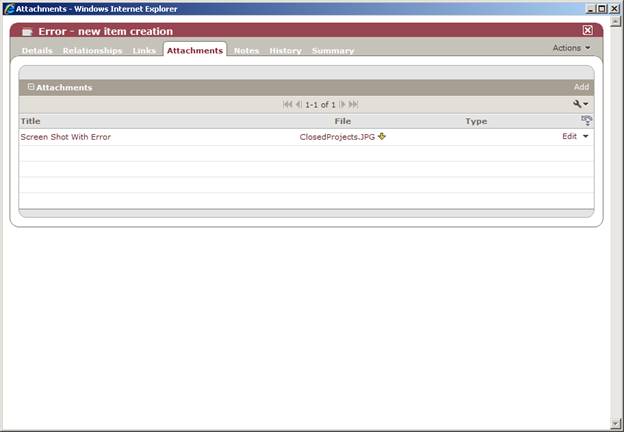 Attachments - Windows Internet Explorer
Error - new item creation
Details Relationships Links Attachments Notes History Summary Actions
Attachments Add
1-1 of 1
Title File Type
Screen Shot With Error ClosedProjects.JPG Edit